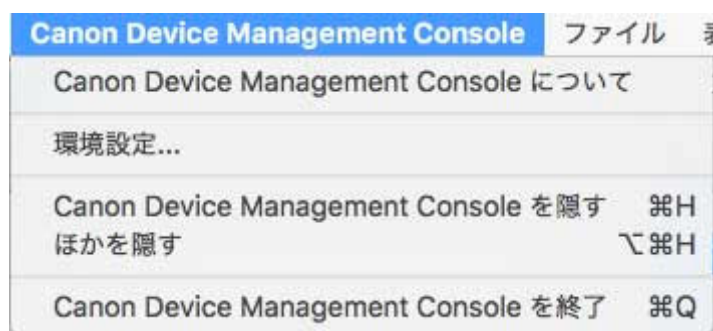 Canon Device Management Console ファイル
Canon Device Management Console について
環境設定...
Canon Device Management Console を隠す ⌘H
ほかを隠す ⌥⌘H
Canon Device Management Console を終了 ⌘Q